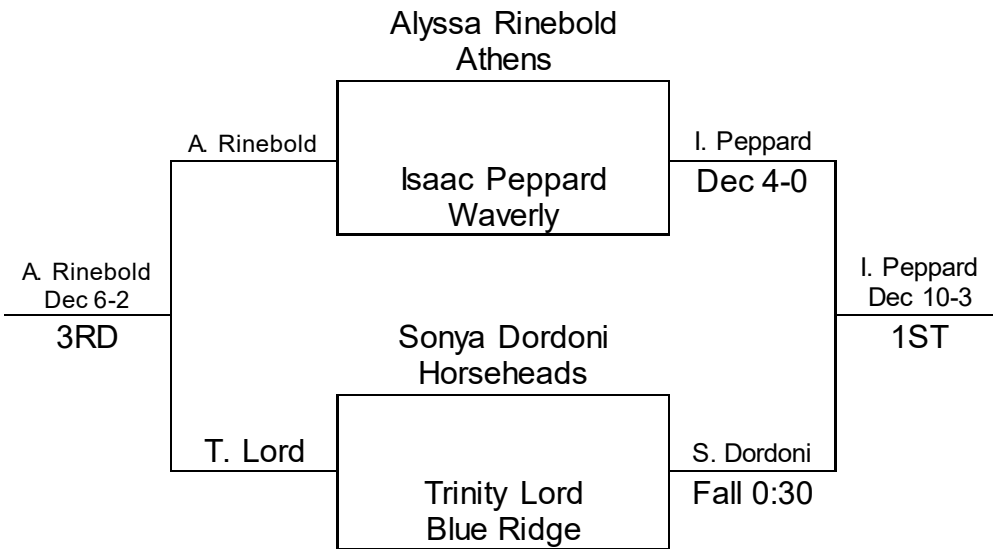 Alyssa Rinebold
Athens
A. Rinebold
I. Peppard
Isaac Peppard
Waverly
Dec 4-0
A. Rinebold
Dec 6-2
3RD
I. Peppard
Dec 10-3
1ST
Sonya Dordoni
Horseheads
T. Lord
S. Dordoni
Trinity Lord
Blue Ridge
Fall 0:30